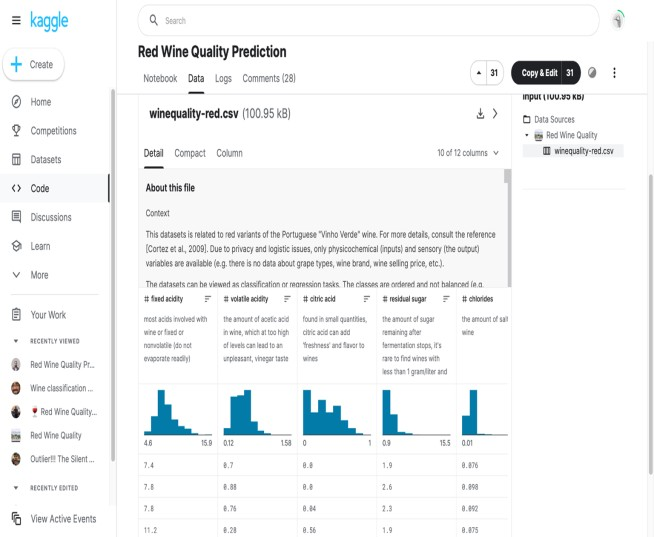 kaggle
Search
Create
Home
Competitions
Datasets
Code
Discussions
Learn
More
Your Work
RECENTLY VIEWED
Red Wine Quality Pr...
Wine classification ...
Red Wine Quality...
Red Wine Quality
Outlier!!! The Silent ...
RECENTLY EDITED
View Active Events
Red Wine Quality Prediction
Notebook Data Logs Comments (28)
31
Copy & Edit 31
winequality-red.csv (100.95 kB)
Detail Compact Column
10 of 12 columns
About this file
Context
This datasets is related to red variants of the Portuguese "Vinho Verde" wine. For more details, consult the reference
[Cortez et al., 2009]. Due to privacy and logistic issues, only physicochemical (inputs) and sensory (the output)
variables are available (e.g. there is no data about grape types, wine brand, wine selling price, etc.).
The datasets can be viewed as classification or regression tasks. The classes are ordered and not balanced (e.g.
# fixed acidity # volatile acidity # citric acid # residual sugar # chlorides
most acids involved with
wine or fixed or
nonvolatile (do not
evaporate readily)
the amount of acetic acid
in wine, which at too high
of levels can lead to an
unpleasant, vinegar taste
found in small quantities,
citric acid can add
'freshness' and flavor to
wines
the amount of sugar
remaining after
fermentation stops, it's
rare to find wines with
less than 1 gram/liter and
the amount of salt
wine
4.6 15.9 0.12 1.58 0 1 0.9 15.5 0.01
7.4 0.7 0.0 1.9 0.076
7.8 0.88 0.0 2.6 0.098
7.8 0.76 0.04 2.3 0.092
11.2 0.28 0.56 1.9 0.075
Input (100.95 kB)
Data Sources
Red Wine Quality
winequality-red.csv